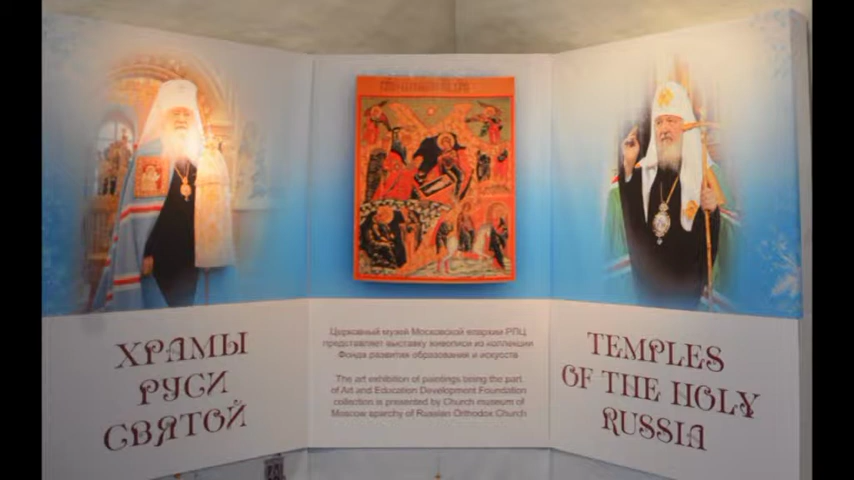 ХРАМЫ
РУСИ
СВЯТОЙ
Церковный музей Московской епархии РПЦ
представляет выставку живописи из коллекции
Фонда развития образования и искусств
The art exhibition of paintings being the part
of Art and Education Development Foundation
collection is presented by Church museum of
Moscow eparchy of Russian Orthodox Church
TEMPLES
OF THE HOLY
RUSSIA